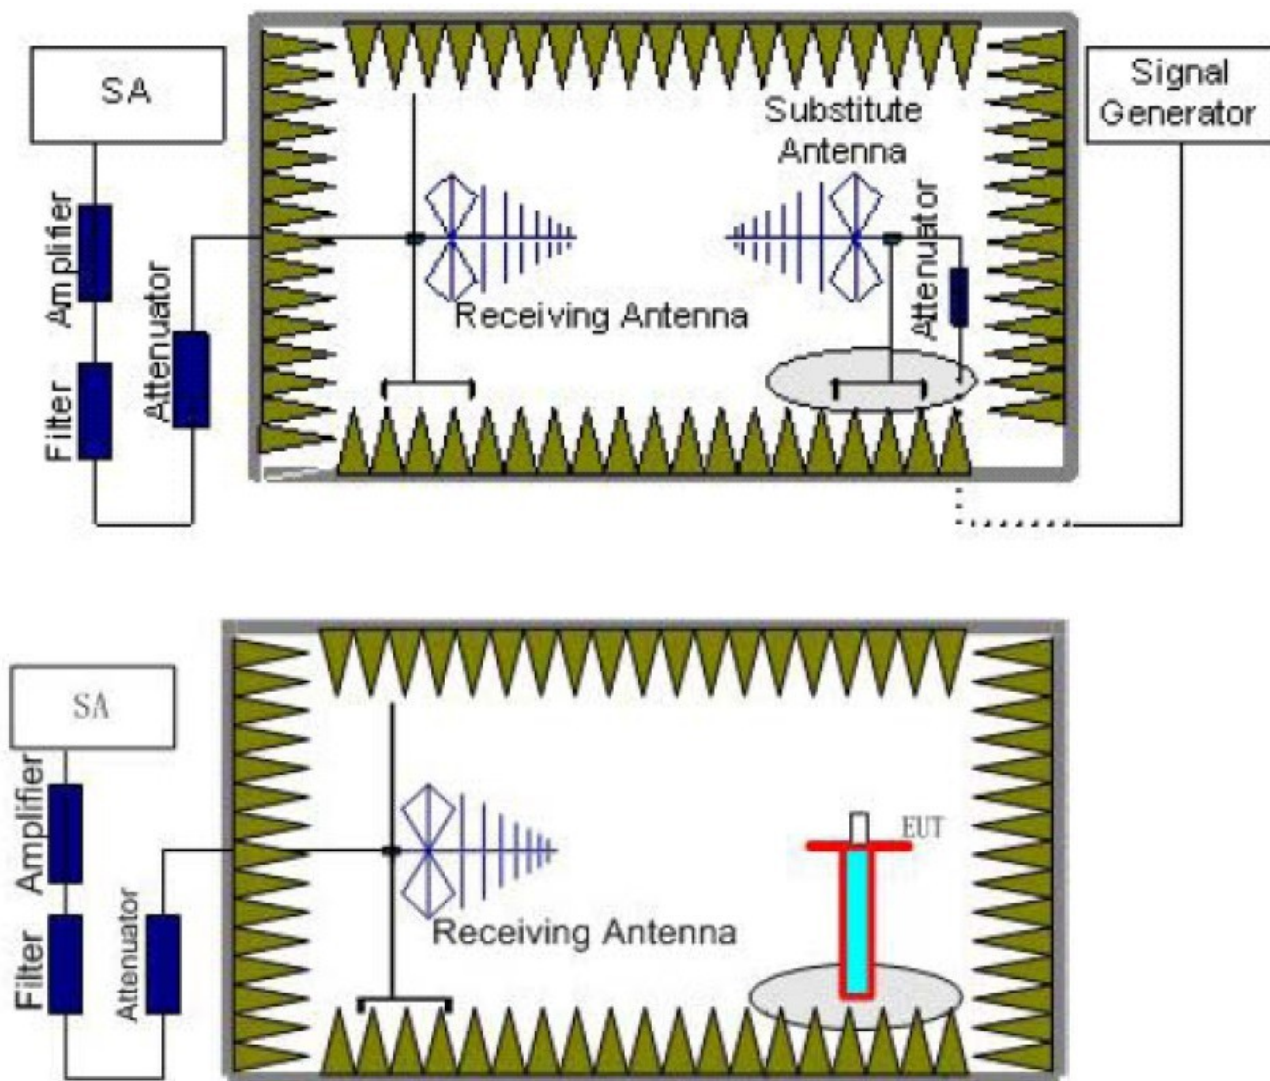 SA
Signal
Generator
Substitute
Antenna
Amplifier
Attenuator
Attenuator
Receiving Antenna
Filter
SA
Amplifier
EUT
Attenuator
Receiving Antenna
Filter